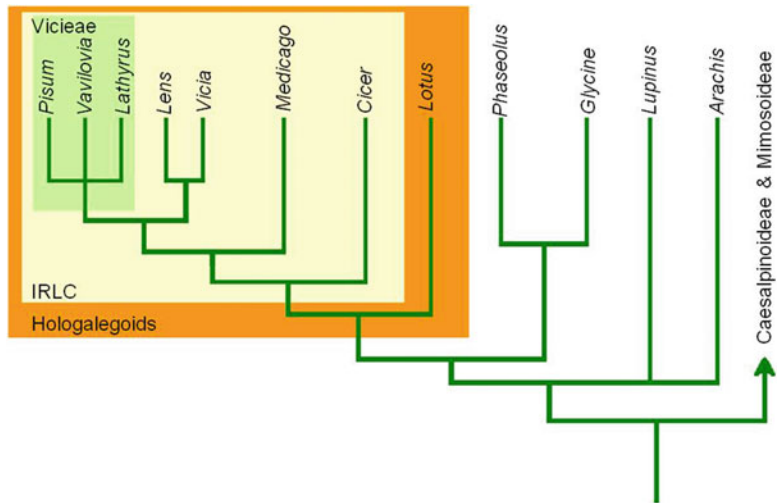 Vicieae
Pisum
Vavilovia
Lathyrus
Lens
Vicia
Medicago
Cicer
Lotus
Phaseolus
Glycine
Lupinus
Arachis
Caesalpinoideae & Mimosoideae
IRLC
Hologalegoids